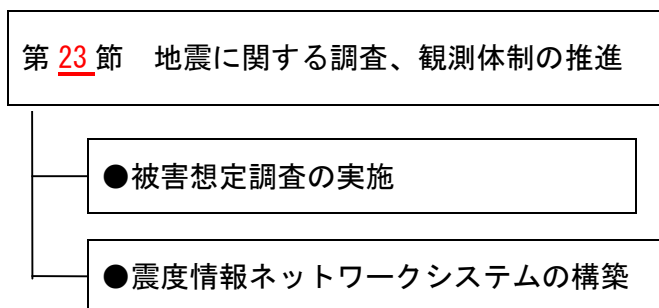 第 23 節　地震に関する調査、観測体制の推進
●被害想定調査の実施
●震度情報ネットワークシステムの構築